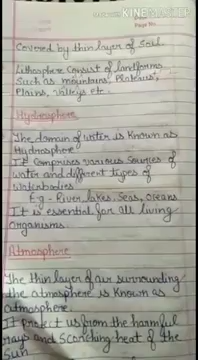 Page No.
Covered by thin layer of Soul
Lithosphere Consist of landforms
Such as mountains, Plateaus,
Plains, Valleys etc.
Hydrosphere
The domain of water is known as
Hydrosphere
It comprises various Sources of
water and different types of
waterbodies
E.g - River, lakes, Seas, Oceans
It is essential for all living
Organisms.
Atmosphere
The thin layer of air surrounding
the atmosphere is known as
atmosphere.
It protect us from the harmful
rays and Scorching heat of the
Sun